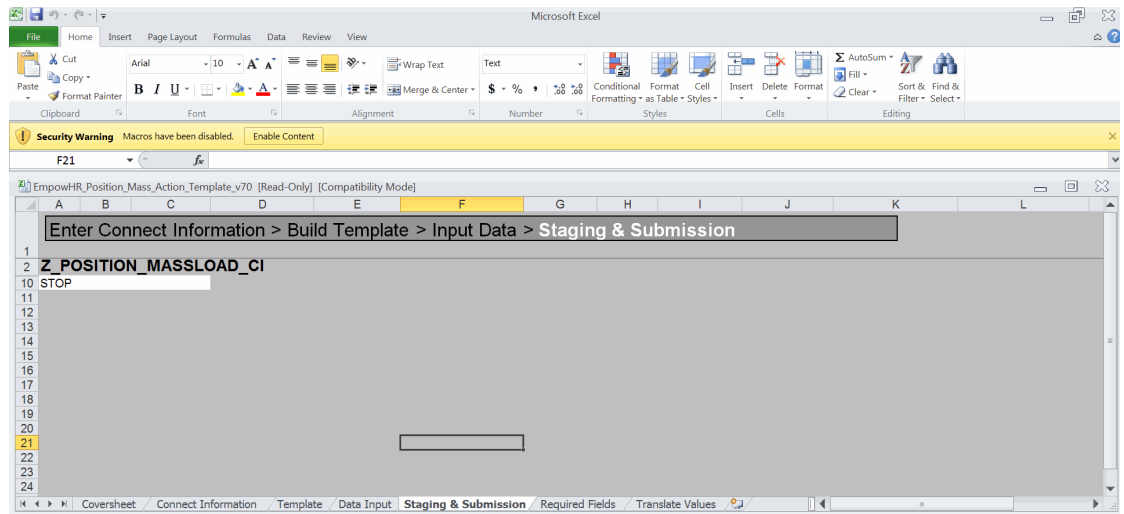 Microsoft Excel
File Home Insert Page Layout Formulas Data Review View
Cut
Copy
Format Painter
Paste
Clipboard
Arial 10
B I U
Font
Wrap Text
Merge & Center
Alignment
Text
$ % , .0 .00 .00 .0
Number
Conditional Formatting
Format as Table
Cell Styles
Styles
Insert Delete Format
Cells
Σ AutoSum
Fill
Clear
Sort & Filter
Find & Select
Editing
Security Warning Macros have been disabled. Enable Content
F21 fx
EmpowHR_Position_Mass_Action_Template_v70 [Read-Only] [Compatibility Mode]
A B C D E F G H I J K L
1 Enter Connect Information > Build Template > Input Data > Staging & Submission
2 Z_POSITION_MASSLOAD_CI
10 STOP
11
12
13
14
15
16
17
18
19
20
21
22
23
24
Coversheet Connect Information Template Data Input Staging & Submission Required Fields Translate Values